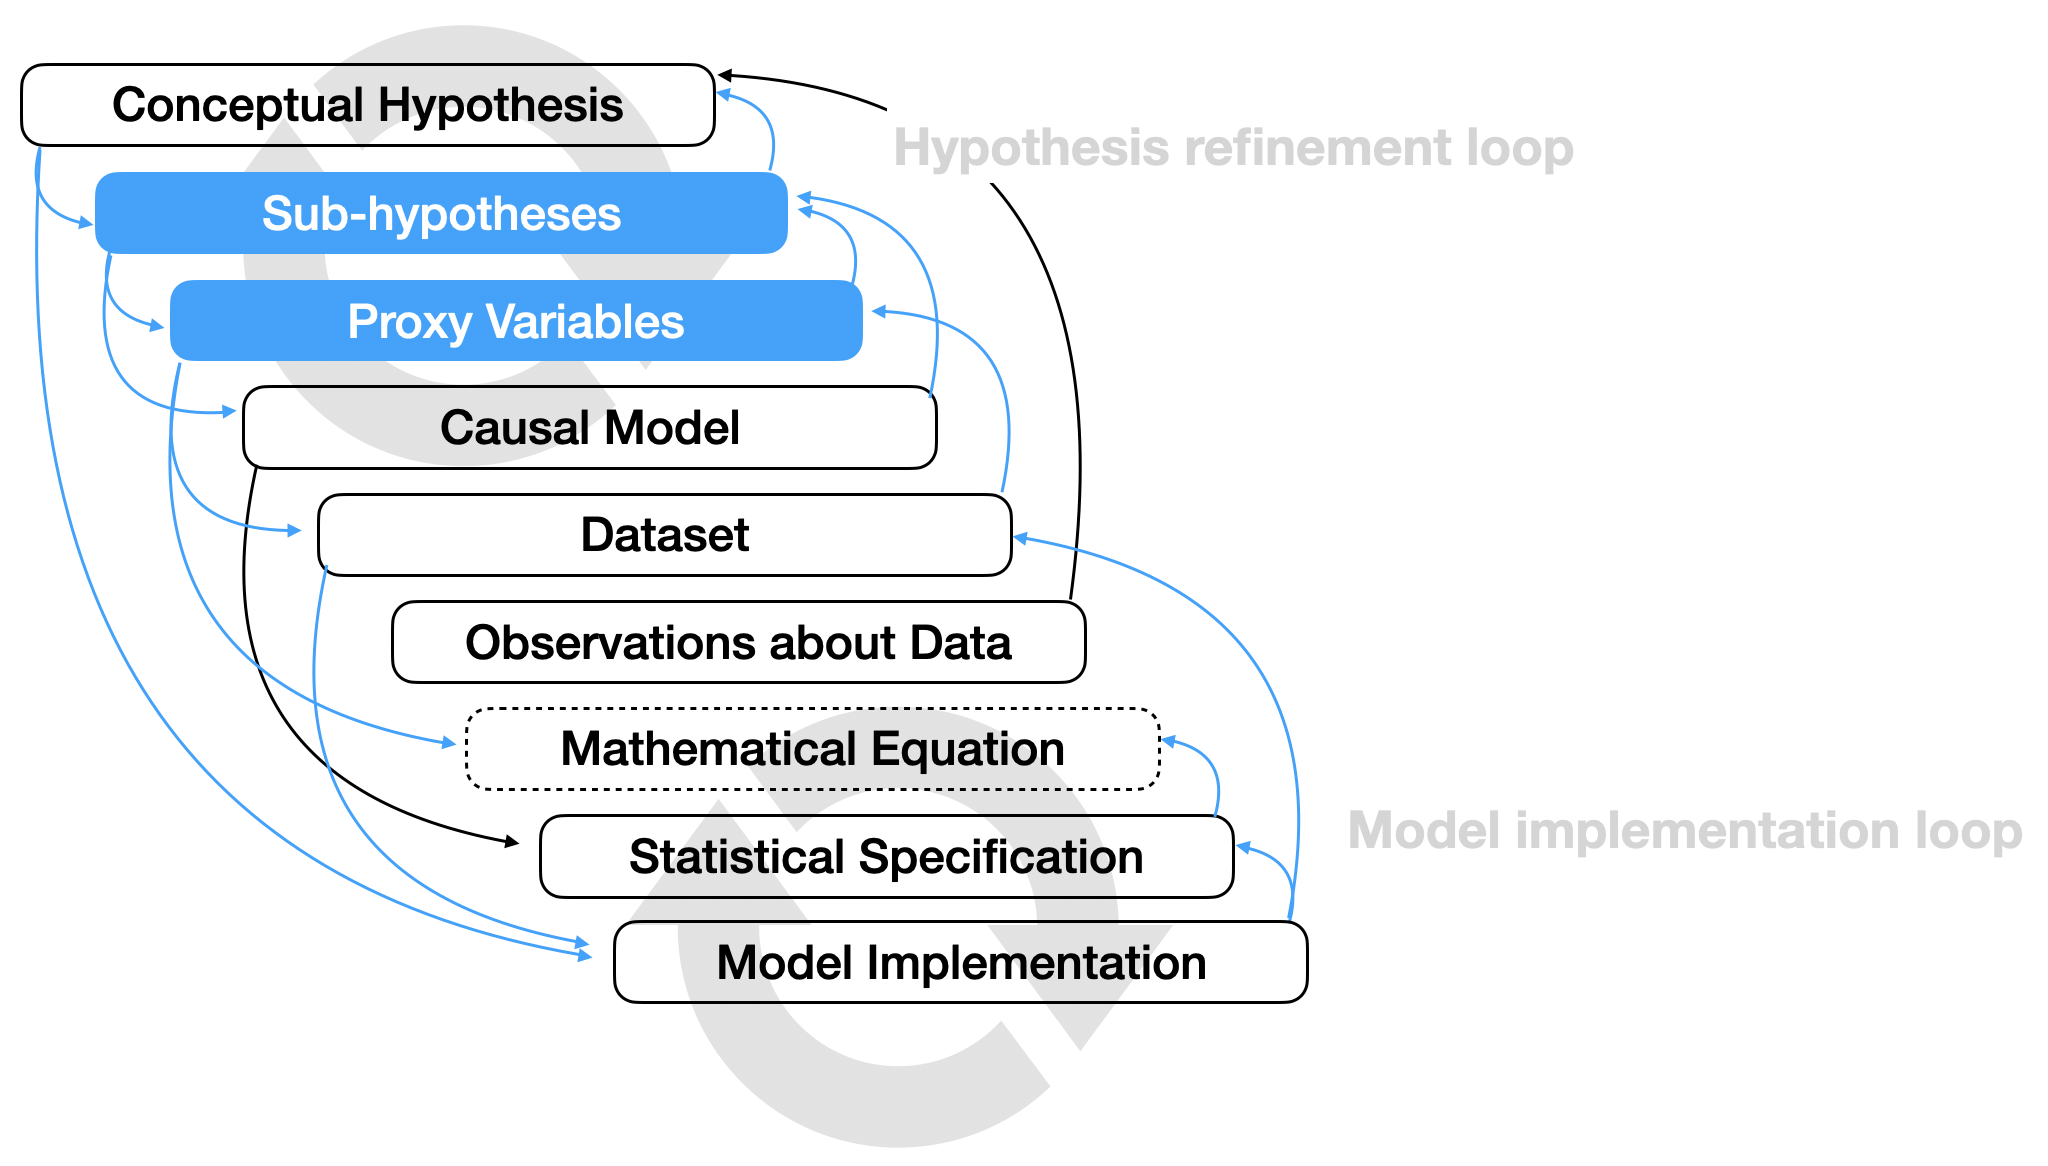 Conceptual Hypothesis
Hypothesis refinement loop
Sub-hypotheses
Proxy Variables
Causal Model
Dataset
Observations about Data
Mathematical Equation
Model implementation loop
Statistical Specification
Model Implementation